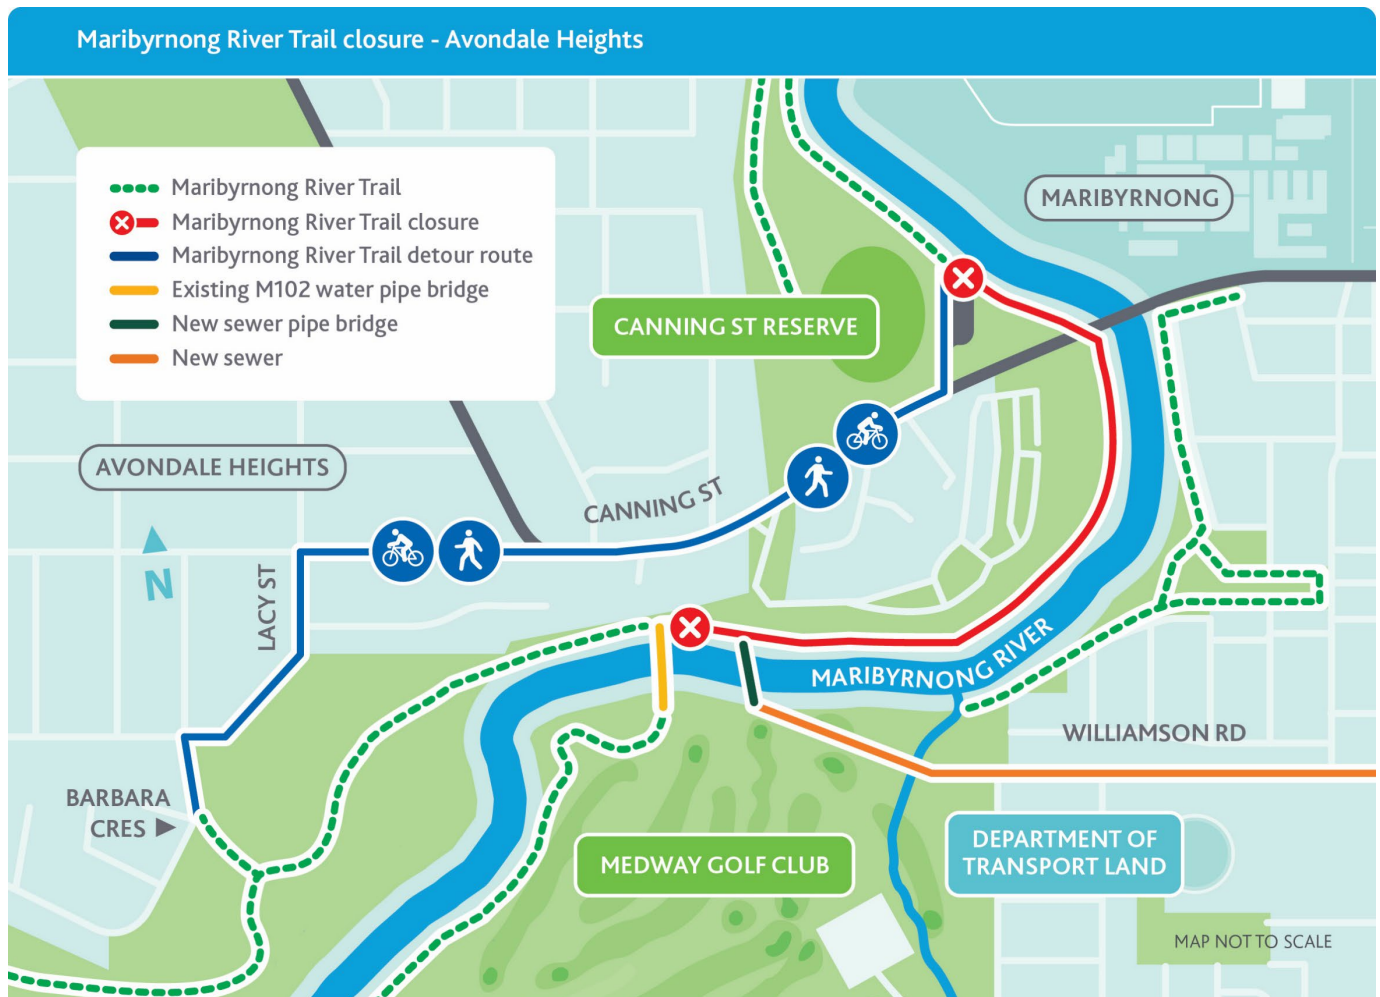 Maribyrnong River Trail closure - Avondale Heights
Maribyrnong River Trail
Maribyrnong River Trail closure
Maribyrnong River Trail detour route
Existing M102 water pipe bridge
New sewer pipe bridge
New sewer
MARIBYRNONG
CANNING ST RESERVE
AVONDALE HEIGHTS
CANNING ST
N
LACY ST
MARIBYRNONG RIVER
WILLIAMSON RD
BARBARA
CRES
MEDWAY GOLF CLUB
DEPARTMENT OF
TRANSPORT LAND
MAP NOT TO SCALE